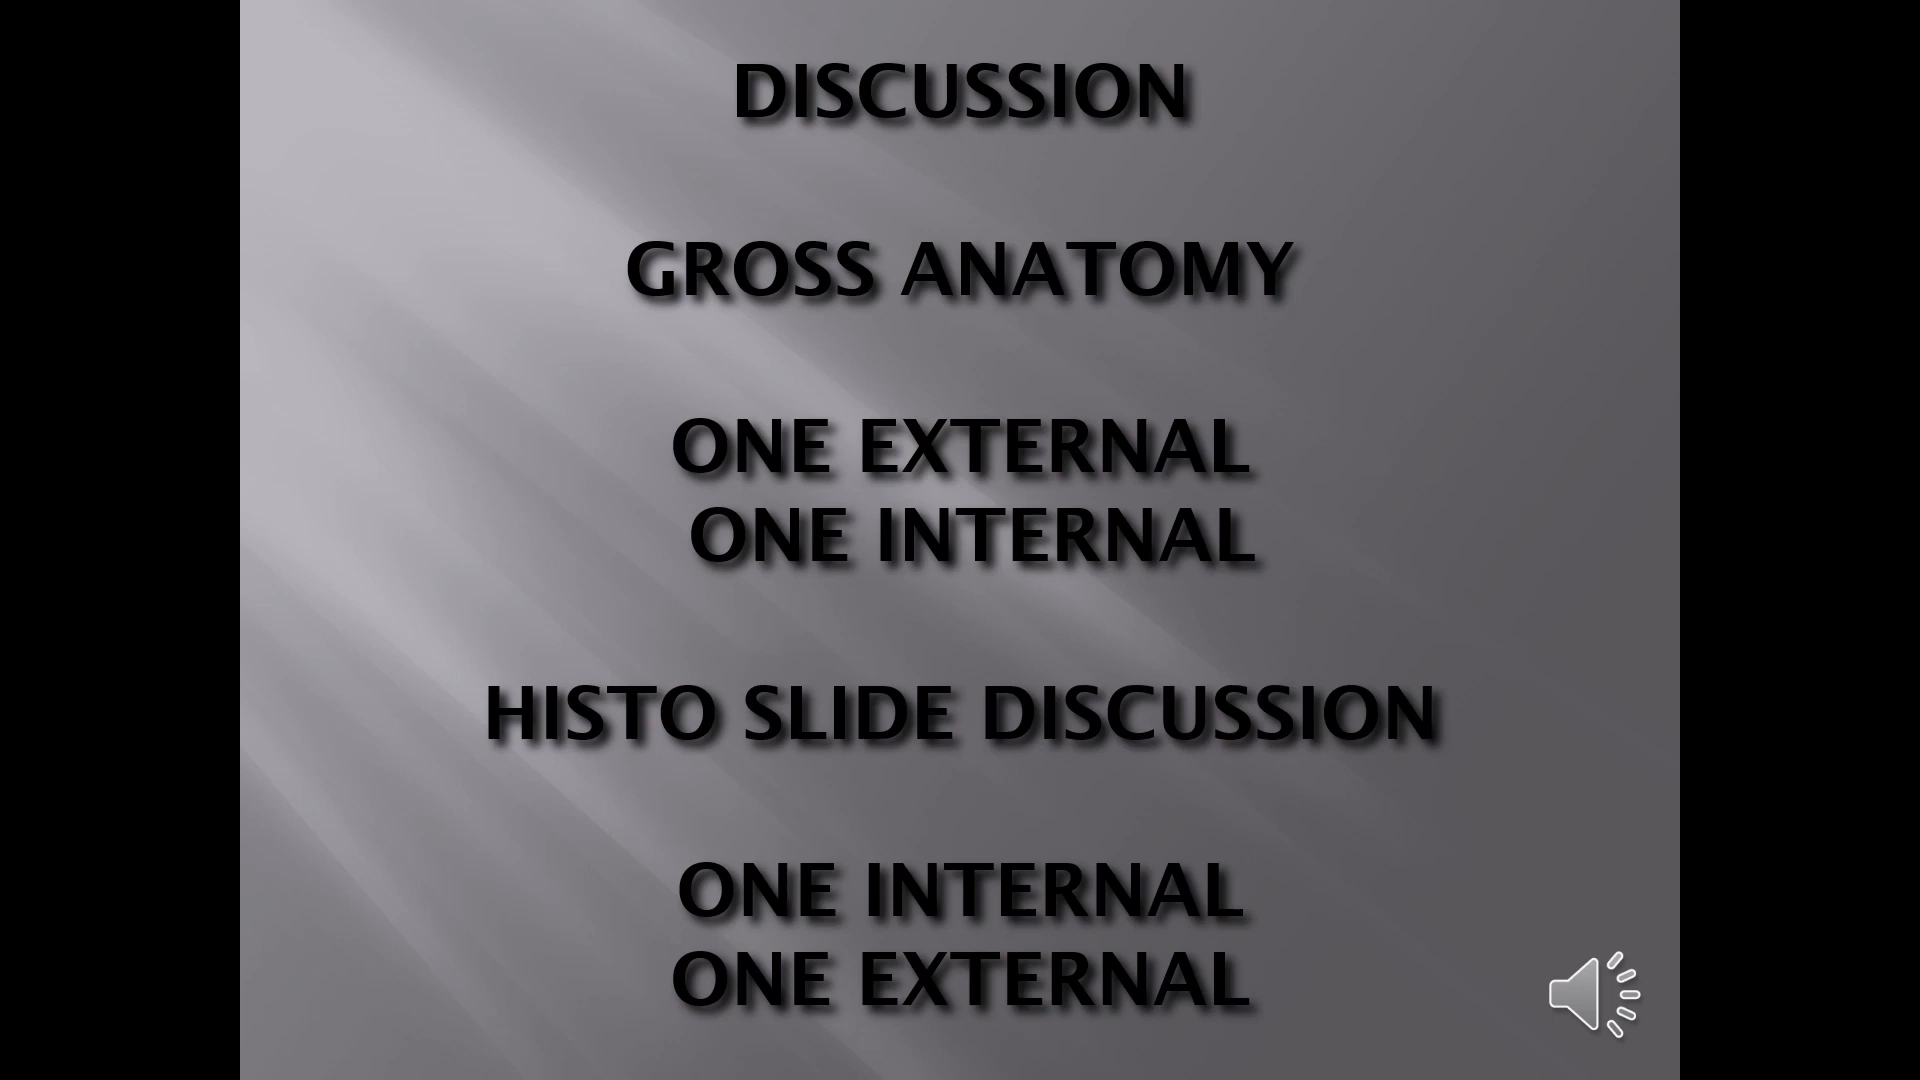 DISCUSSION
GROSS ANATOMY
ONE EXTERNAL
ONE INTERNAL
HISTO SLIDE DISCUSSION
ONE INTERNAL
ONE EXTERNAL